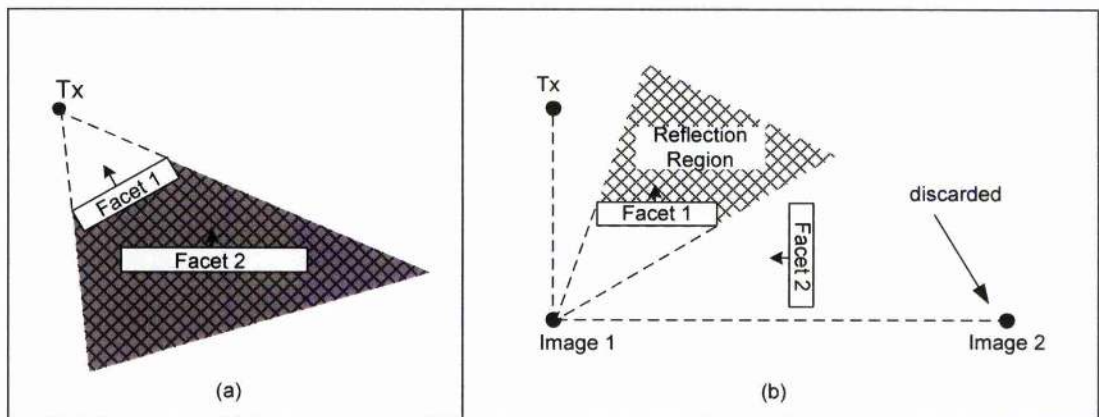 Tx
Facet 1
Facet 2
(a)
Tx
Reflection
Region
Facet 1
Facet 2
discarded
Image 1
Image 2
(b)